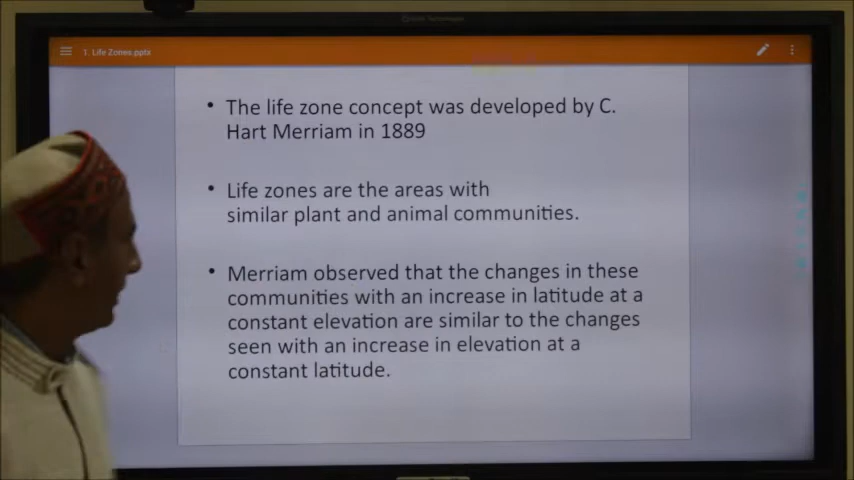 1. Life Zones.pptx
• The life zone concept was developed by C.
Hart Merriam in 1889
• Life zones are the areas with
similar plant and animal communities.
• Merriam observed that the changes in these
communities with an increase in latitude at a
constant elevation are similar to the changes
seen with an increase in elevation at a
constant latitude.